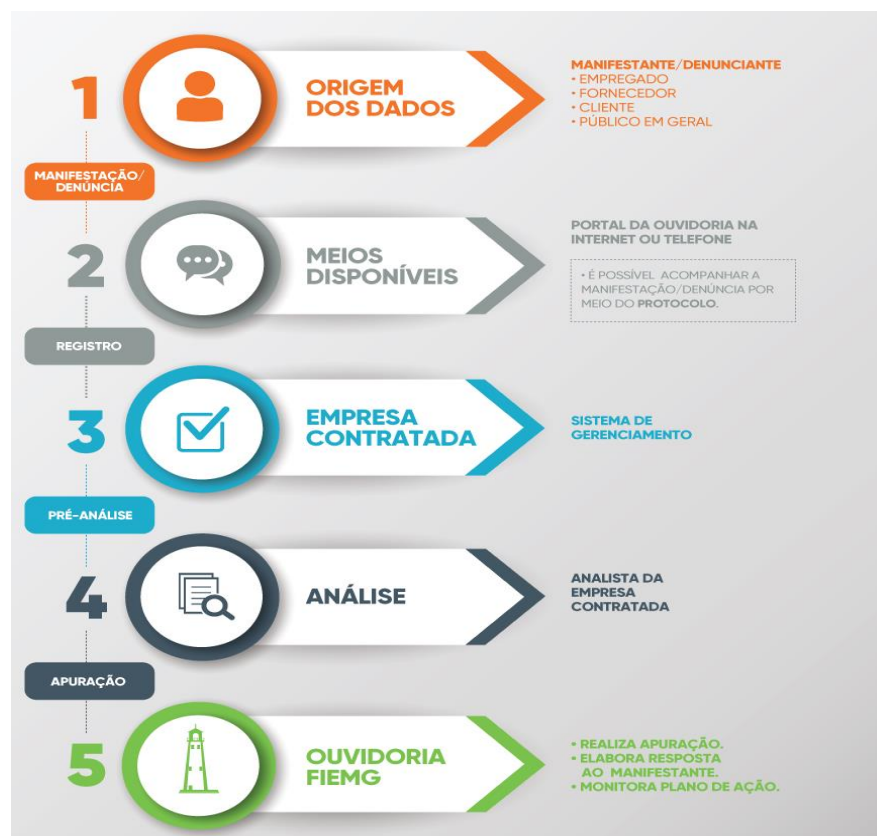 1
ORIGEM
DOS DADOS
MANIFESTANTE/DENUNCIANTE
• EMPREGADO
• FORNECEDOR
• CLIENTE
• PÚBLICO EM GERAL
MANIFESTAÇÃO/
DENÚNCIA
2
MEIOS
DISPONÍVEIS
PORTAL DA OUVIDORIA NA
INTERNET OU TELEFONE
• É POSSÍVEL ACOMPANHAR A
MANIFESTAÇÃO/DENÚNCIA POR
MEIO DO PROTOCOLO.
REGISTRO
3
EMPRESA
CONTRATADA
SISTEMA DE
GERENCIAMENTO
PRÉ-ANÁLISE
4
ANÁLISE
ANALISTA DA
EMPRESA
CONTRATADA
APURAÇÃO
5
OUVIDORIA
FIEMG
• REALIZA APURAÇÃO.
• ELABORA RESPOSTA
AO MANIFESTANTE.
• MONITORA PLANO DE AÇÃO.